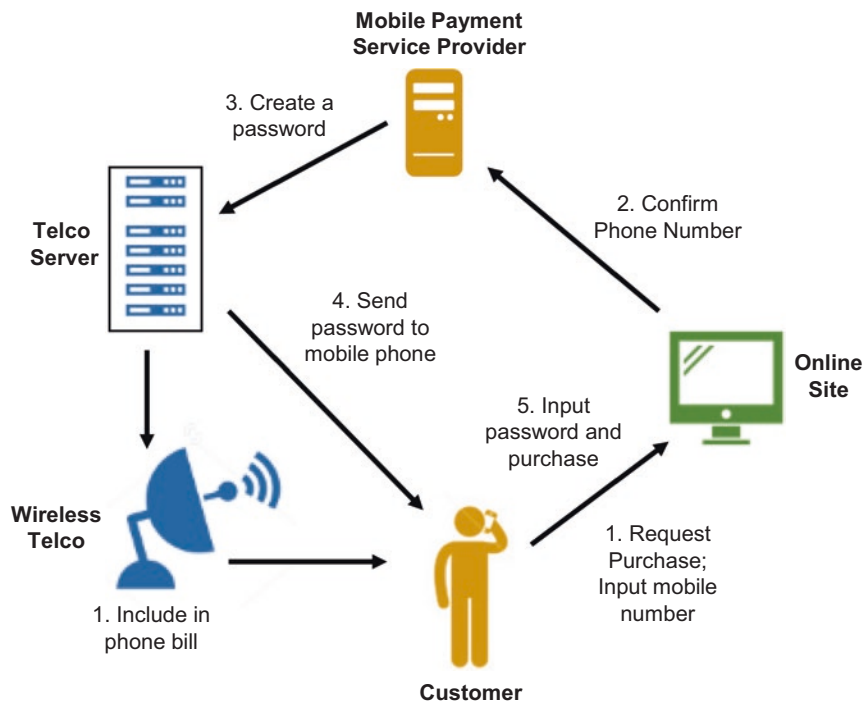 Mobile Payment
Service Provider
3. Create a
password
2. Confirm
Phone Number
Telco
Server
4. Send
password to
mobile phone
Online
Site
5. Input
password and
purchase
Wireless
Telco
1. Request
Purchase;
Input mobile
number
1. Include in
phone bill
Customer